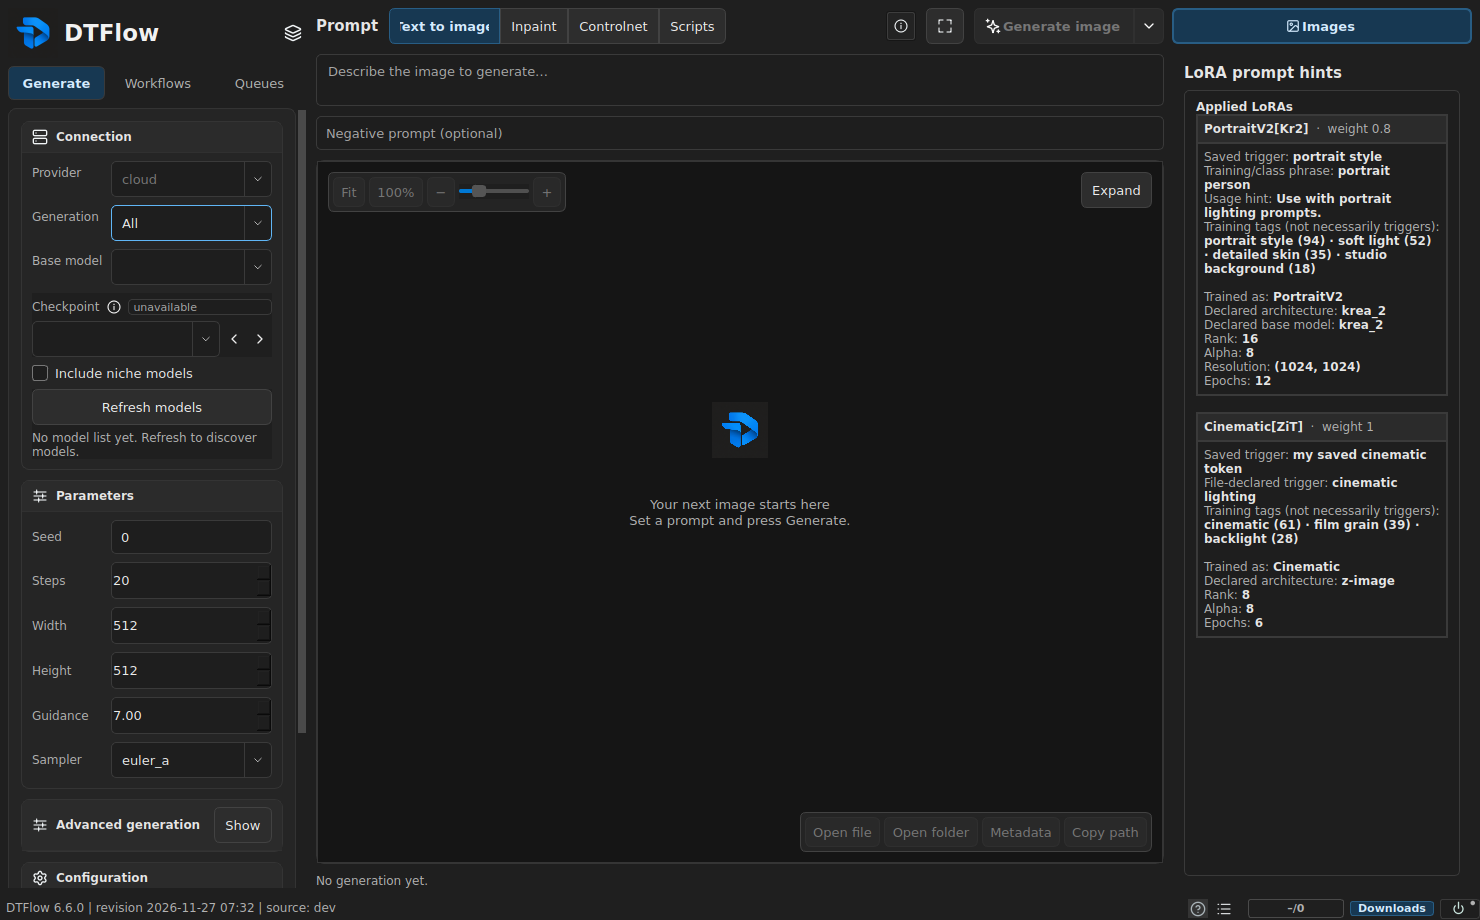 DTFlow
Generate
Workflows
Queues
Connection
Provider
cloud
Generation
All
Base model
Checkpoint
unavailable
Include niche models
Refresh models
No model list yet. Refresh to discover
models.
Parameters
Seed
0
Steps
20
Width
512
Height
512
Guidance
7.00
Sampler
euler_a
Advanced generation
Show
Configuration
Prompt
Text to image
Inpaint
Controlnet
Scripts
Generate image
Describe the image to generate...
Negative prompt (optional)
Fit
100%
−
+
Expand
Your next image starts here
Set a prompt and press Generate.
Open file
Open folder
Metadata
Copy path
No generation yet.
Images
LoRA prompt hints
Applied LoRAs
PortraitV2[Kr2] · weight 0.8
Saved trigger: portrait style
Training/class phrase: portrait
person
Usage hint: Use with portrait
lighting prompts.
Training tags (not necessarily triggers):
portrait style (94) · soft light (52)
· detailed skin (35) · studio
background (18)
Trained as: PortraitV2
Declared architecture: krea_2
Declared base model: krea_2
Rank: 16
Alpha: 8
Resolution: (1024, 1024)
Epochs: 12
Cinematic[ZiT] · weight 1
Saved trigger: my saved cinematic
token
File-declared trigger: cinematic
lighting
Training tags (not necessarily triggers):
cinematic (61) · film grain (39) ·
backlight (28)
Trained as: Cinematic
Declared architecture: z-image
Rank: 8
Alpha: 8
Epochs: 6
DTFlow 6.6.0 | revision 2026-11-27 07:32 | source: dev
-/0
Downloads